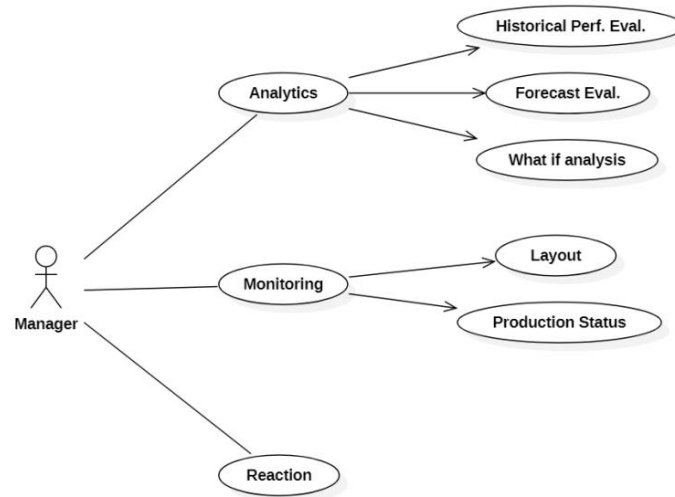 Historical Perf. Eval.
Analytics
Forecast Eval.
What if analysis
Layout
Monitoring
Manager
Production Status
Reaction